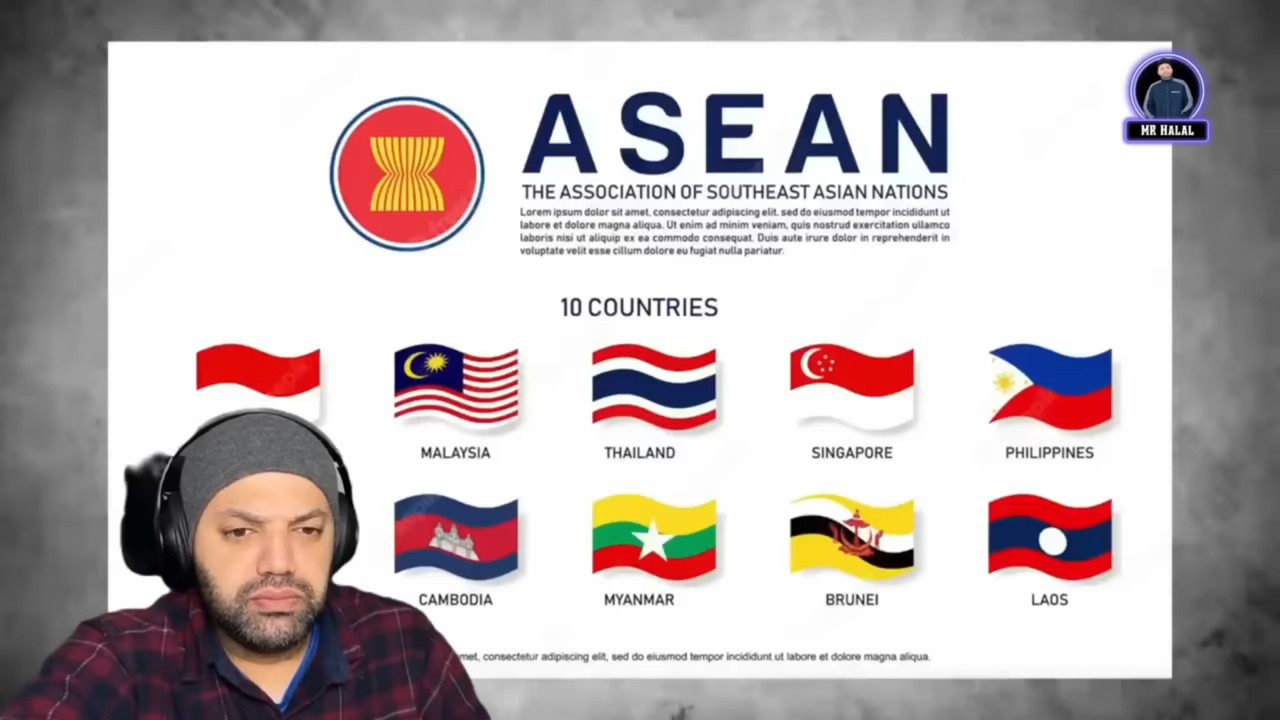 ASEAN
THE ASSOCIATION OF SOUTHEAST ASIAN NATIONS
Lorem ipsum dolor sit amet, consectetur adipiscing elit, sed do eiusmod tempor incididunt ut
labore et dolore magna aliqua. Ut enim ad minim veniam, quis nostrud exercitation ullamco
laboris nisi ut aliquip ex ea commodo consequat. Duis aute irure dolor in reprehenderit in
voluptate velit esse cillum dolore eu fugiat nulla pariatur.
MR HALAL
10 COUNTRIES
MALAYSIA
THAILAND
SINGAPORE
PHILIPPINES
CAMBODIA
MYANMAR
BRUNEI
LAOS
met, consectetur adipiscing elit, sed do eiusmod tempor incididunt ut labore et dolore magna aliqua.